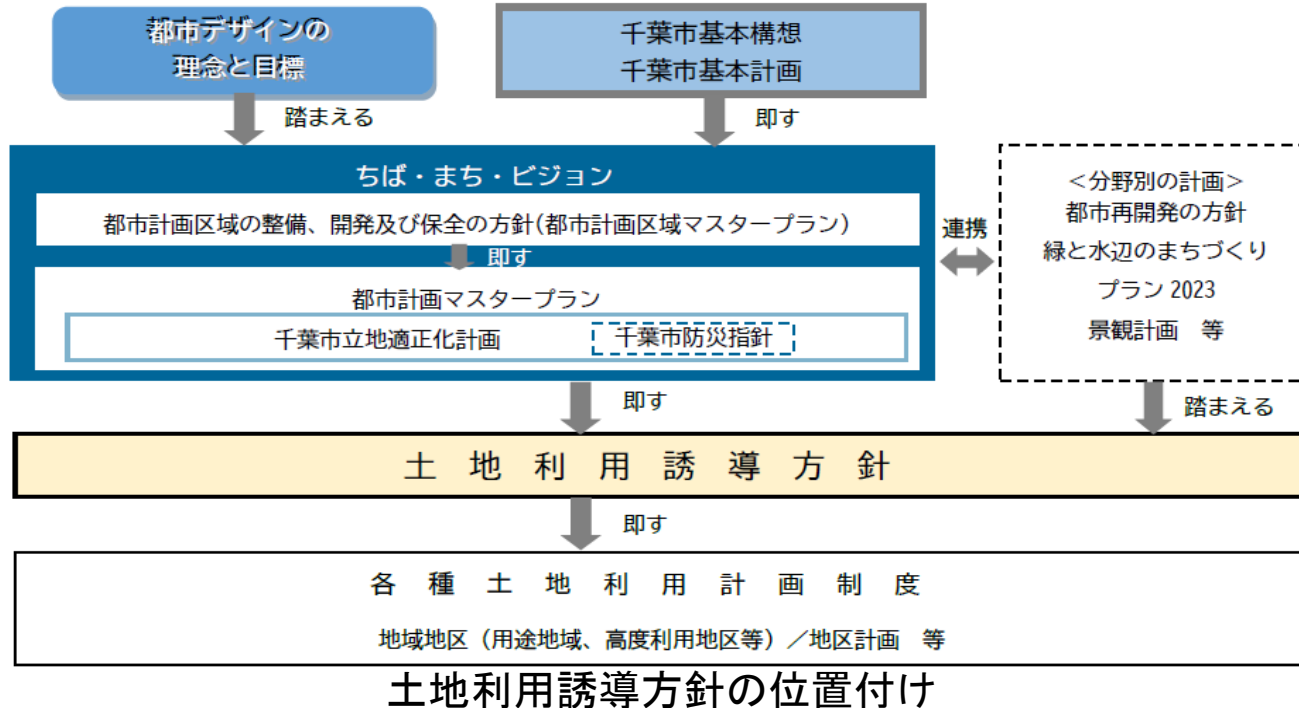 都市デザインの
理念と目標
千葉市基本構想
千葉市基本計画
踏まえる
即す
ちば・まち・ビジョン
都市計画区域の整備、開発及び保全の方針(都市計画区域マスタープラン)
即す
都市計画マスタープラン
千葉市立地適正化計画
千葉市防災指針
連携
＜分野別の計画＞
都市再開発の方針
緑と水辺のまちづくり
プラン 2023
景観計画　等
即す
踏まえる
土地利用誘導方針
即す
各種土地利用計画制度
地域地区（用途地域、高度利用地区等）／地区計画　等
土地利用誘導方針の位置付け